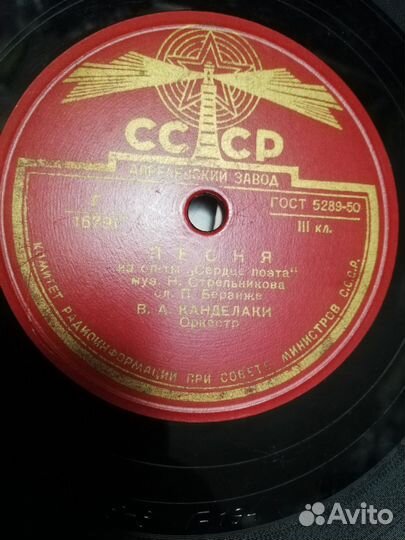 СССР
АПРЕЛЕВСКИЙ ЗАВОД
Г
ГОСТ 5289-50
III кл.
ПЕСНЯ
из оп-ты „Сердце поэта“
муз. Н. Стрельникова
сл. П. Беранже
В. А. КАНДЕЛАКИ
Оркестр
КОМИТЕТ РАДИОИНФОРМАЦИИ ПРИ СОВЕТЕ МИНИСТРОВ С.С.С.Р.
Avito